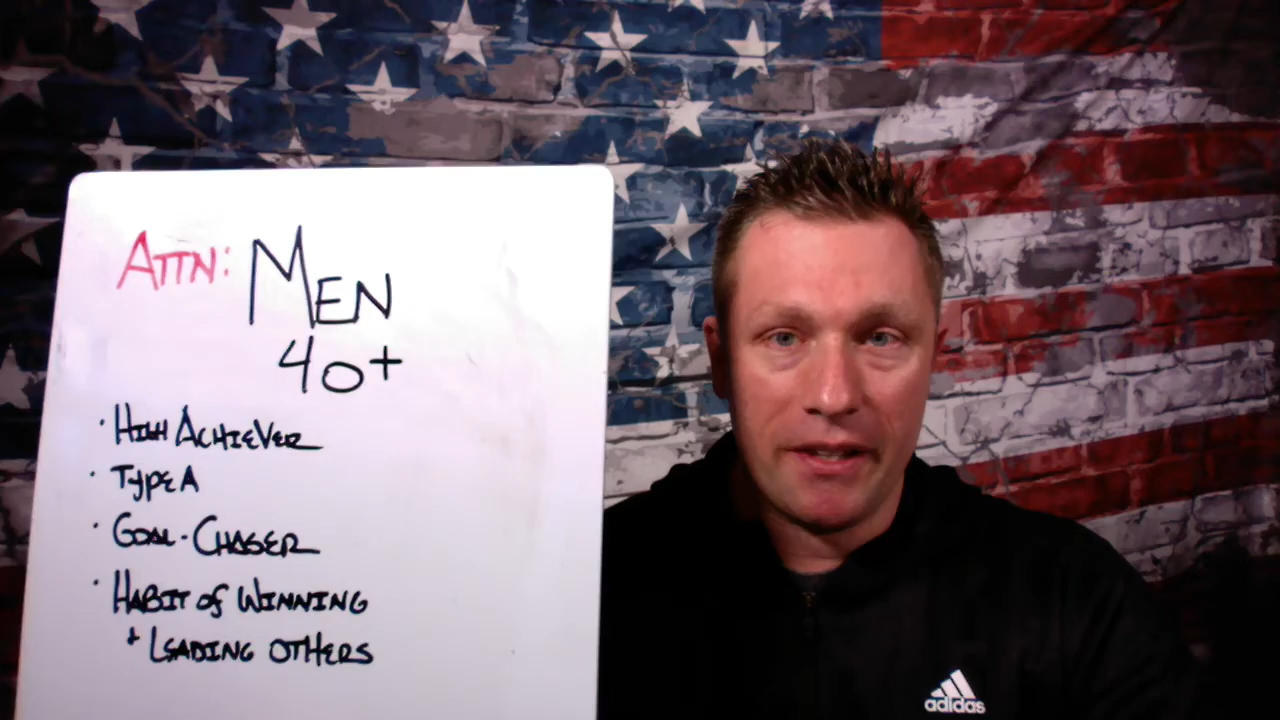 ATTN: MEN
40+
· HIGH ACHIEVER
· TYPE A
· GOAL-CHASER
· HABIT of WINNING
+ LEADING OTHERS
adidas